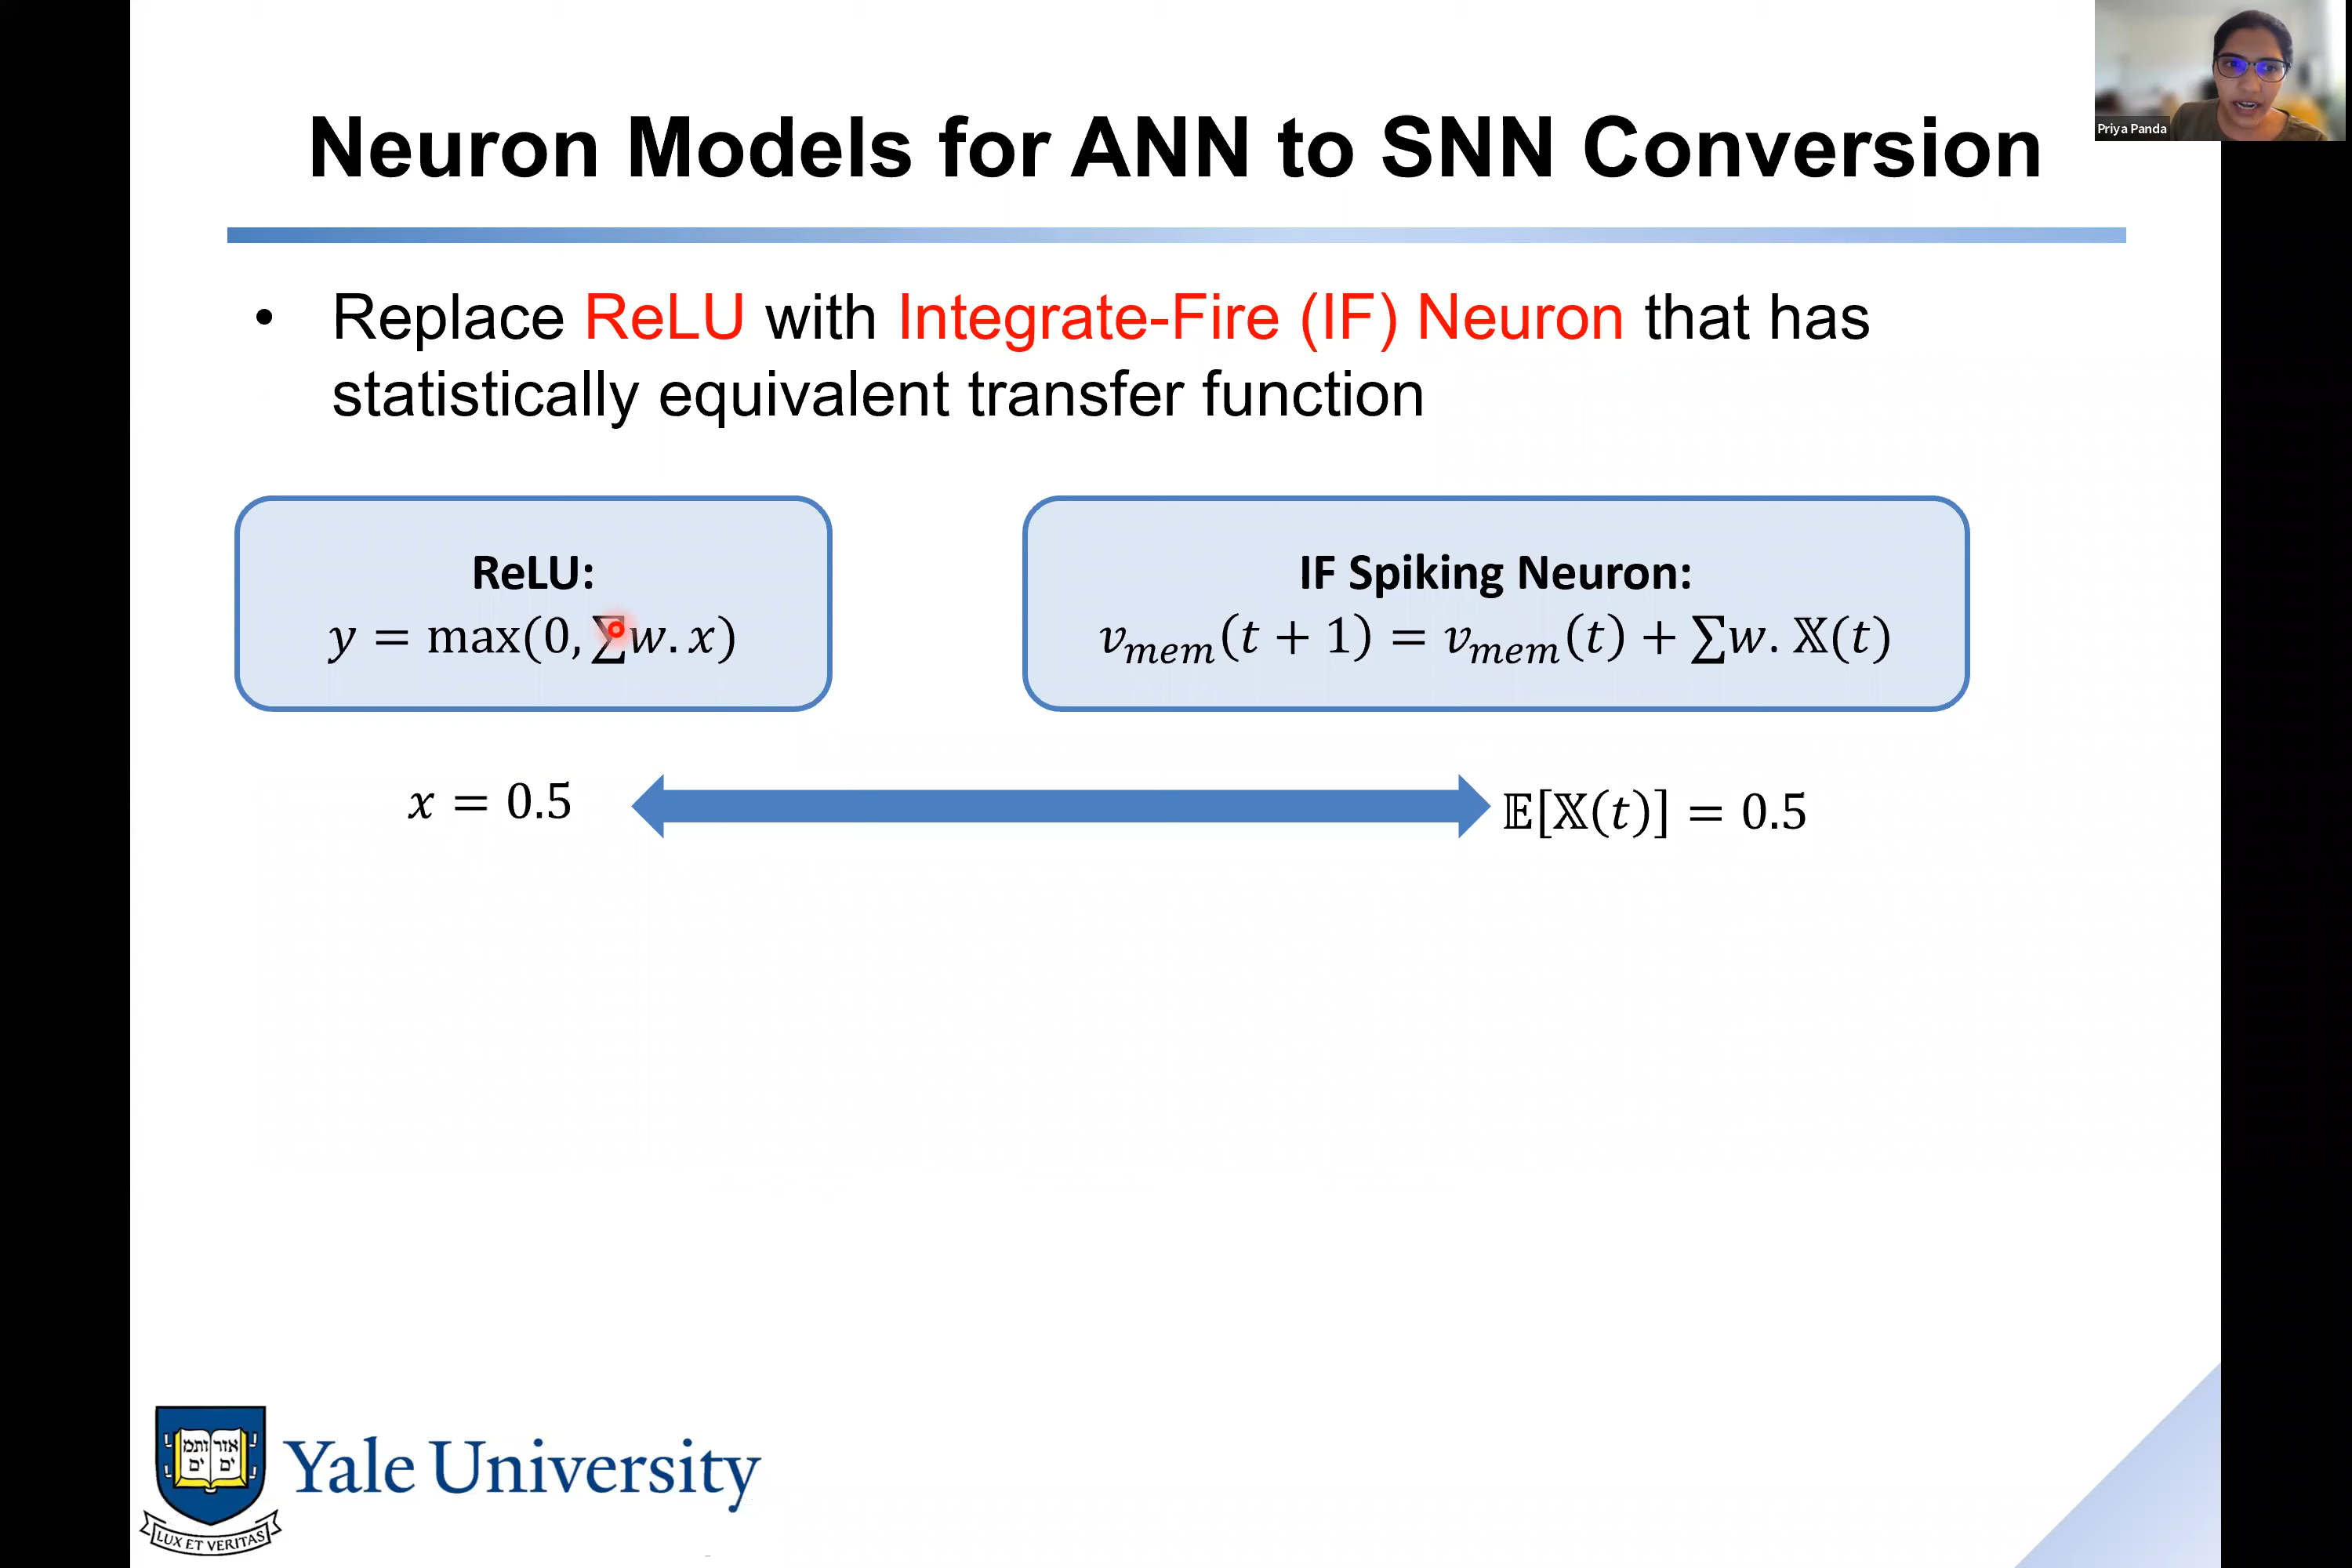 Neuron Models for ANN to SNN Conversion
Priya Panda
• Replace ReLU with Integrate-Fire (IF) Neuron that has
statistically equivalent transfer function
ReLU:
y = max(0, ∑w. x)
IF Spiking Neuron:
v_mem(t + 1) = v_mem(t) + ∑w. 𝕏(t)
x = 0.5
𝔼[𝕏(t)] = 0.5
Yale University
LUX ET VERITAS